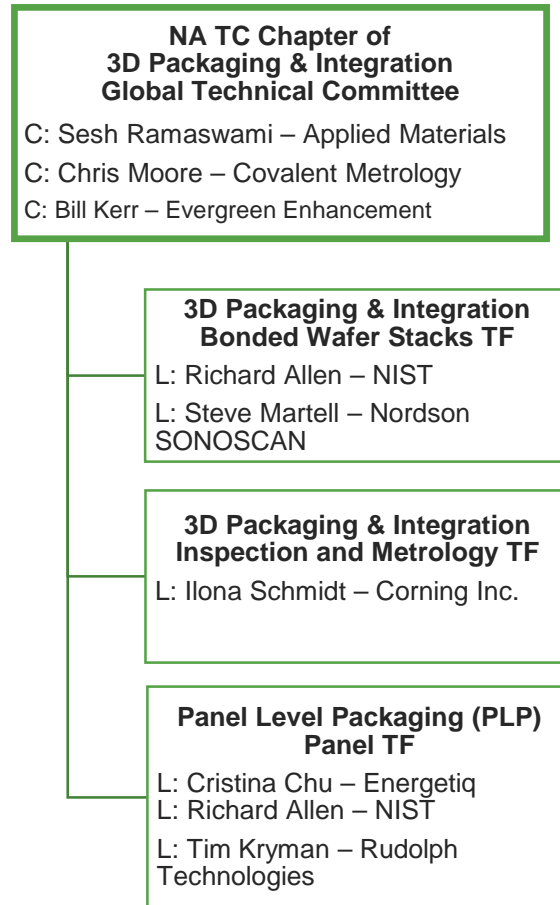 NA TC Chapter of
3D Packaging & Integration
Global Technical Committee
C: Sesh Ramaswami – Applied Materials
C: Chris Moore – Covalent Metrology
C: Bill Kerr – Evergreen Enhancement
3D Packaging & Integration
Bonded Wafer Stacks TF
L: Richard Allen – NIST
L: Steve Martell – Nordson
SONOSCAN
3D Packaging & Integration
Inspection and Metrology TF
L: Ilona Schmidt – Corning Inc.
Panel Level Packaging (PLP)
Panel TF
L: Cristina Chu – Energetiq
L: Richard Allen – NIST
L: Tim Kryman – Rudolph
Technologies